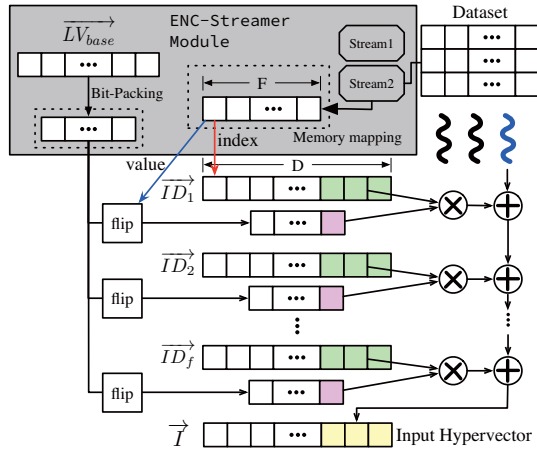 ENC-Streamer
Module
Dataset
LV_base
Stream1
Stream2
Bit-Packing
F
Memory mapping
value
index
D
ID_1
flip
ID_2
flip
ID_f
flip
I
Input Hypervector